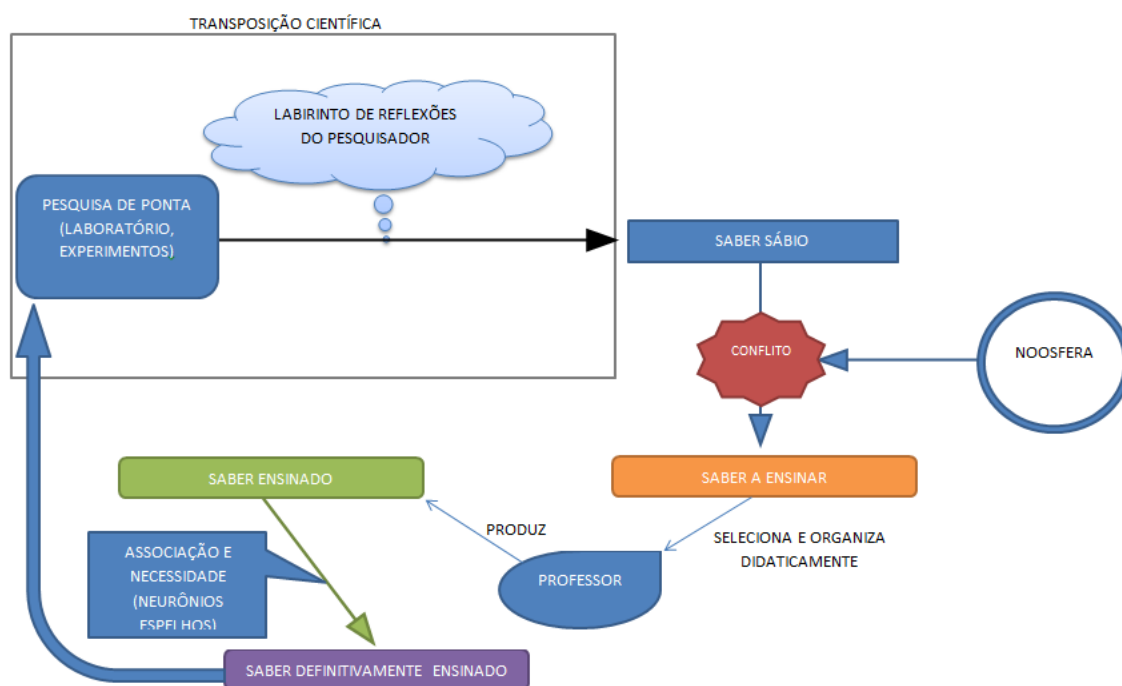 TRANSPOSIÇÃO CIENTÍFICA
LABIRINTO DE REFLEXÕES
DO PESQUISADOR
PESQUISA DE PONTA
(LABORATÓRIO,
EXPERIMENTOS)
SABER SÁBIO
CONFLITO
NOOSFERA
SABER ENSINADO
SABER A ENSINAR
PRODUZ
SELECIONA E ORGANIZA
DIDATICAMENTE
ASSOCIAÇÃO E
NECESSIDADE
(NEURÔNIOS
ESPELHOS)
PROFESSOR
SABER DEFINITIVAMENTE ENSINADO